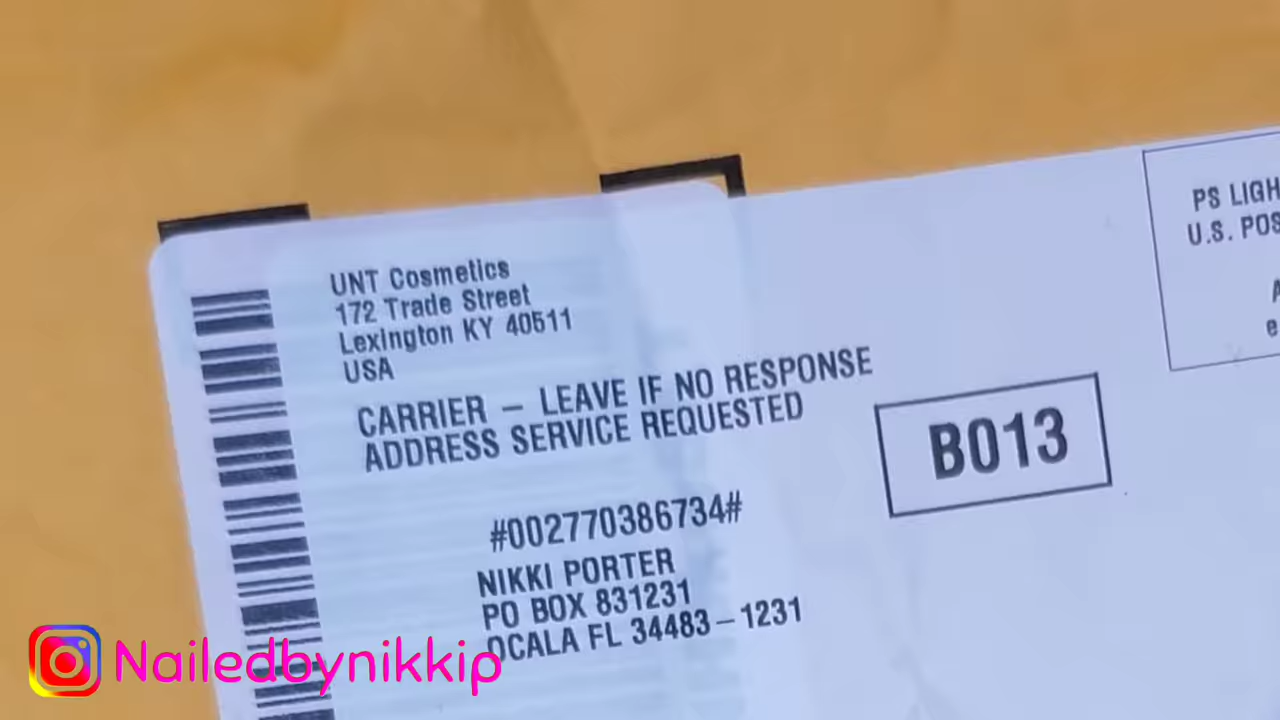 UNT Cosmetics
172 Trade Street
Lexington KY 40511
USA
CARRIER – LEAVE IF NO RESPONSE
ADDRESS SERVICE REQUESTED
PS LIGH
U.S. POS
B013
#002770386734#
NIKKI PORTER
PO BOX 831231
OCALA FL 34483–1231
Nailedbynikkip